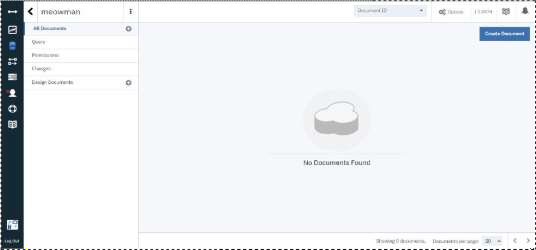 meowman
All Documents
Query
Permissions
Changes
Design Documents
Document ID
Options
Create Document
No Documents Found
Showing 0 documents.
Documents per page:
20